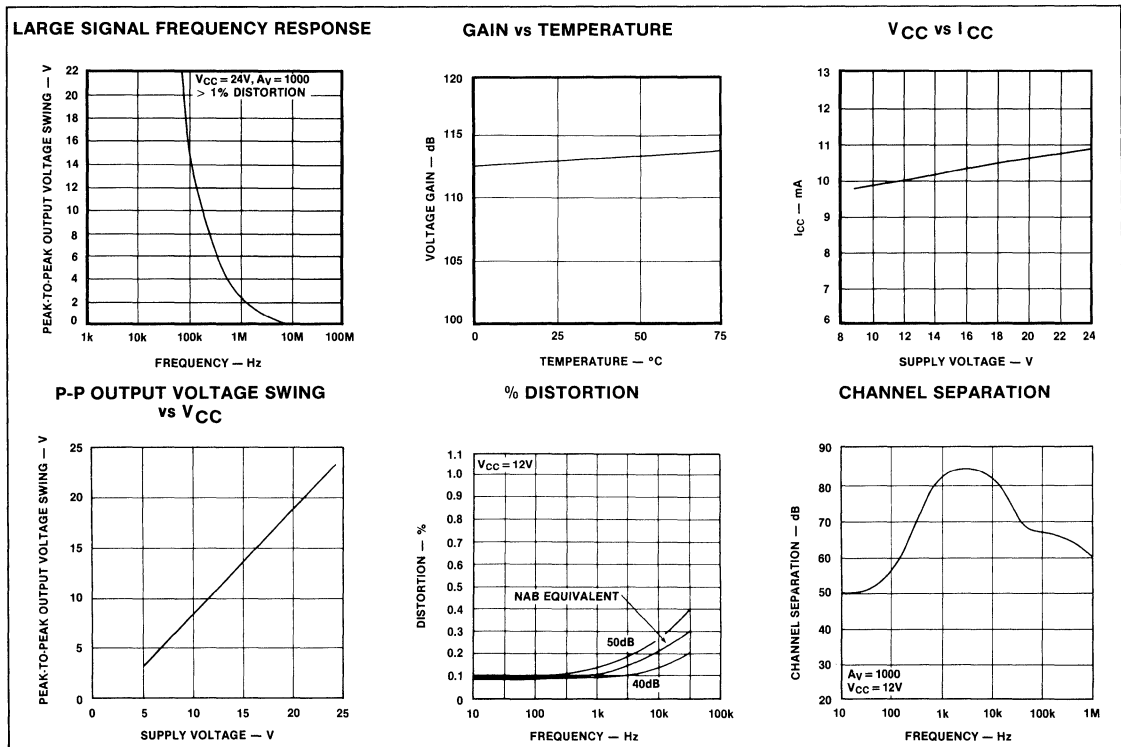 LARGE SIGNAL FREQUENCY RESPONSE
PEAK-TO-PEAK OUTPUT VOLTAGE SWING — V
22
20
18
16
14
12
10
8
6
4
2
0
VCC = 24V, AV = 1000
> 1% DISTORTION
1k 10k 100k 1M 10M 100M
FREQUENCY — Hz
GAIN vs TEMPERATURE
VOLTAGE GAIN — dB
120
115
110
105
100
0 25 50 75
TEMPERATURE — °C
VCC vs ICC
ICC — mA
13
12
11
10
9
8
7
6
8 10 12 14 16 18 20 22 24
SUPPLY VOLTAGE — V
P-P OUTPUT VOLTAGE SWING
vs VCC
PEAK-TO-PEAK OUTPUT VOLTAGE SWING — V
25
20
15
10
5
0
0 5 10 15 20 25
SUPPLY VOLTAGE — V
% DISTORTION
DISTORTION — %
1.1
1.0
0.9
0.8
0.7
0.6
0.5
0.4
0.3
0.2
0.1
0
VCC = 12V
NAB EQUIVALENT
50dB
40dB
10 100 1k 10k 100k
FREQUENCY — Hz
CHANNEL SEPARATION
CHANNEL SEPARATION — dB
90
80
70
60
50
40
30
20
AV = 1000
VCC = 12V
10 100 1k 10k 100k 1M
FREQUENCY — Hz